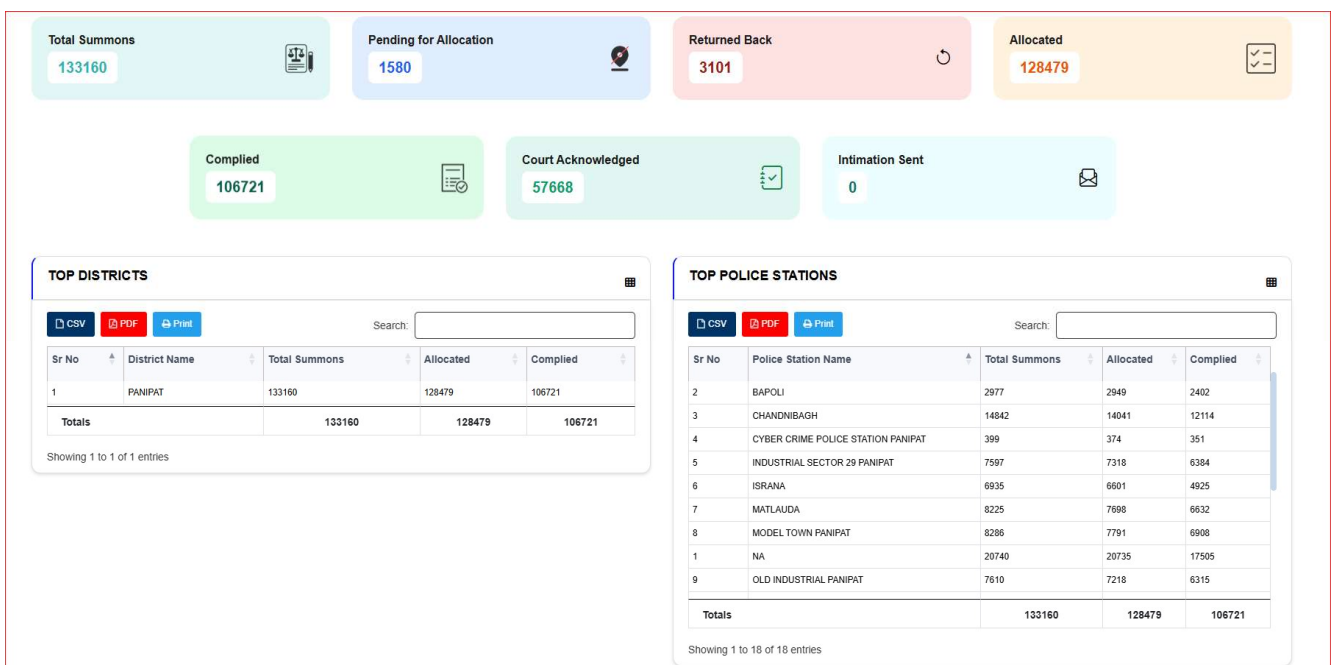 Total Summons
133160
Pending for Allocation
1580
Returned Back
3101
Allocated
128479
Complied
106721
Court Acknowledged
57668
Intimation Sent
0
TOP DISTRICTS
CSV PDF Print Search:
Sr No District Name Total Summons Allocated Complied
1 PANIPAT 133160 128479 106721
Totals 133160 128479 106721
Showing 1 to 1 of 1 entries
TOP POLICE STATIONS
CSV PDF Print Search:
Sr No Police Station Name Total Summons Allocated Complied
2 BAPOLI 2977 2949 2402
3 CHANDNIBAGH 14842 14041 12114
4 CYBER CRIME POLICE STATION PANIPAT 399 374 351
5 INDUSTRIAL SECTOR 29 PANIPAT 7597 7318 6384
6 ISRANA 6935 6601 4925
7 MATLAUDA 8225 7698 6632
8 MODEL TOWN PANIPAT 8286 7791 6908
1 NA 20740 20735 17505
9 OLD INDUSTRIAL PANIPAT 7610 7218 6315
Totals 133160 128479 106721
Showing 1 to 18 of 18 entries